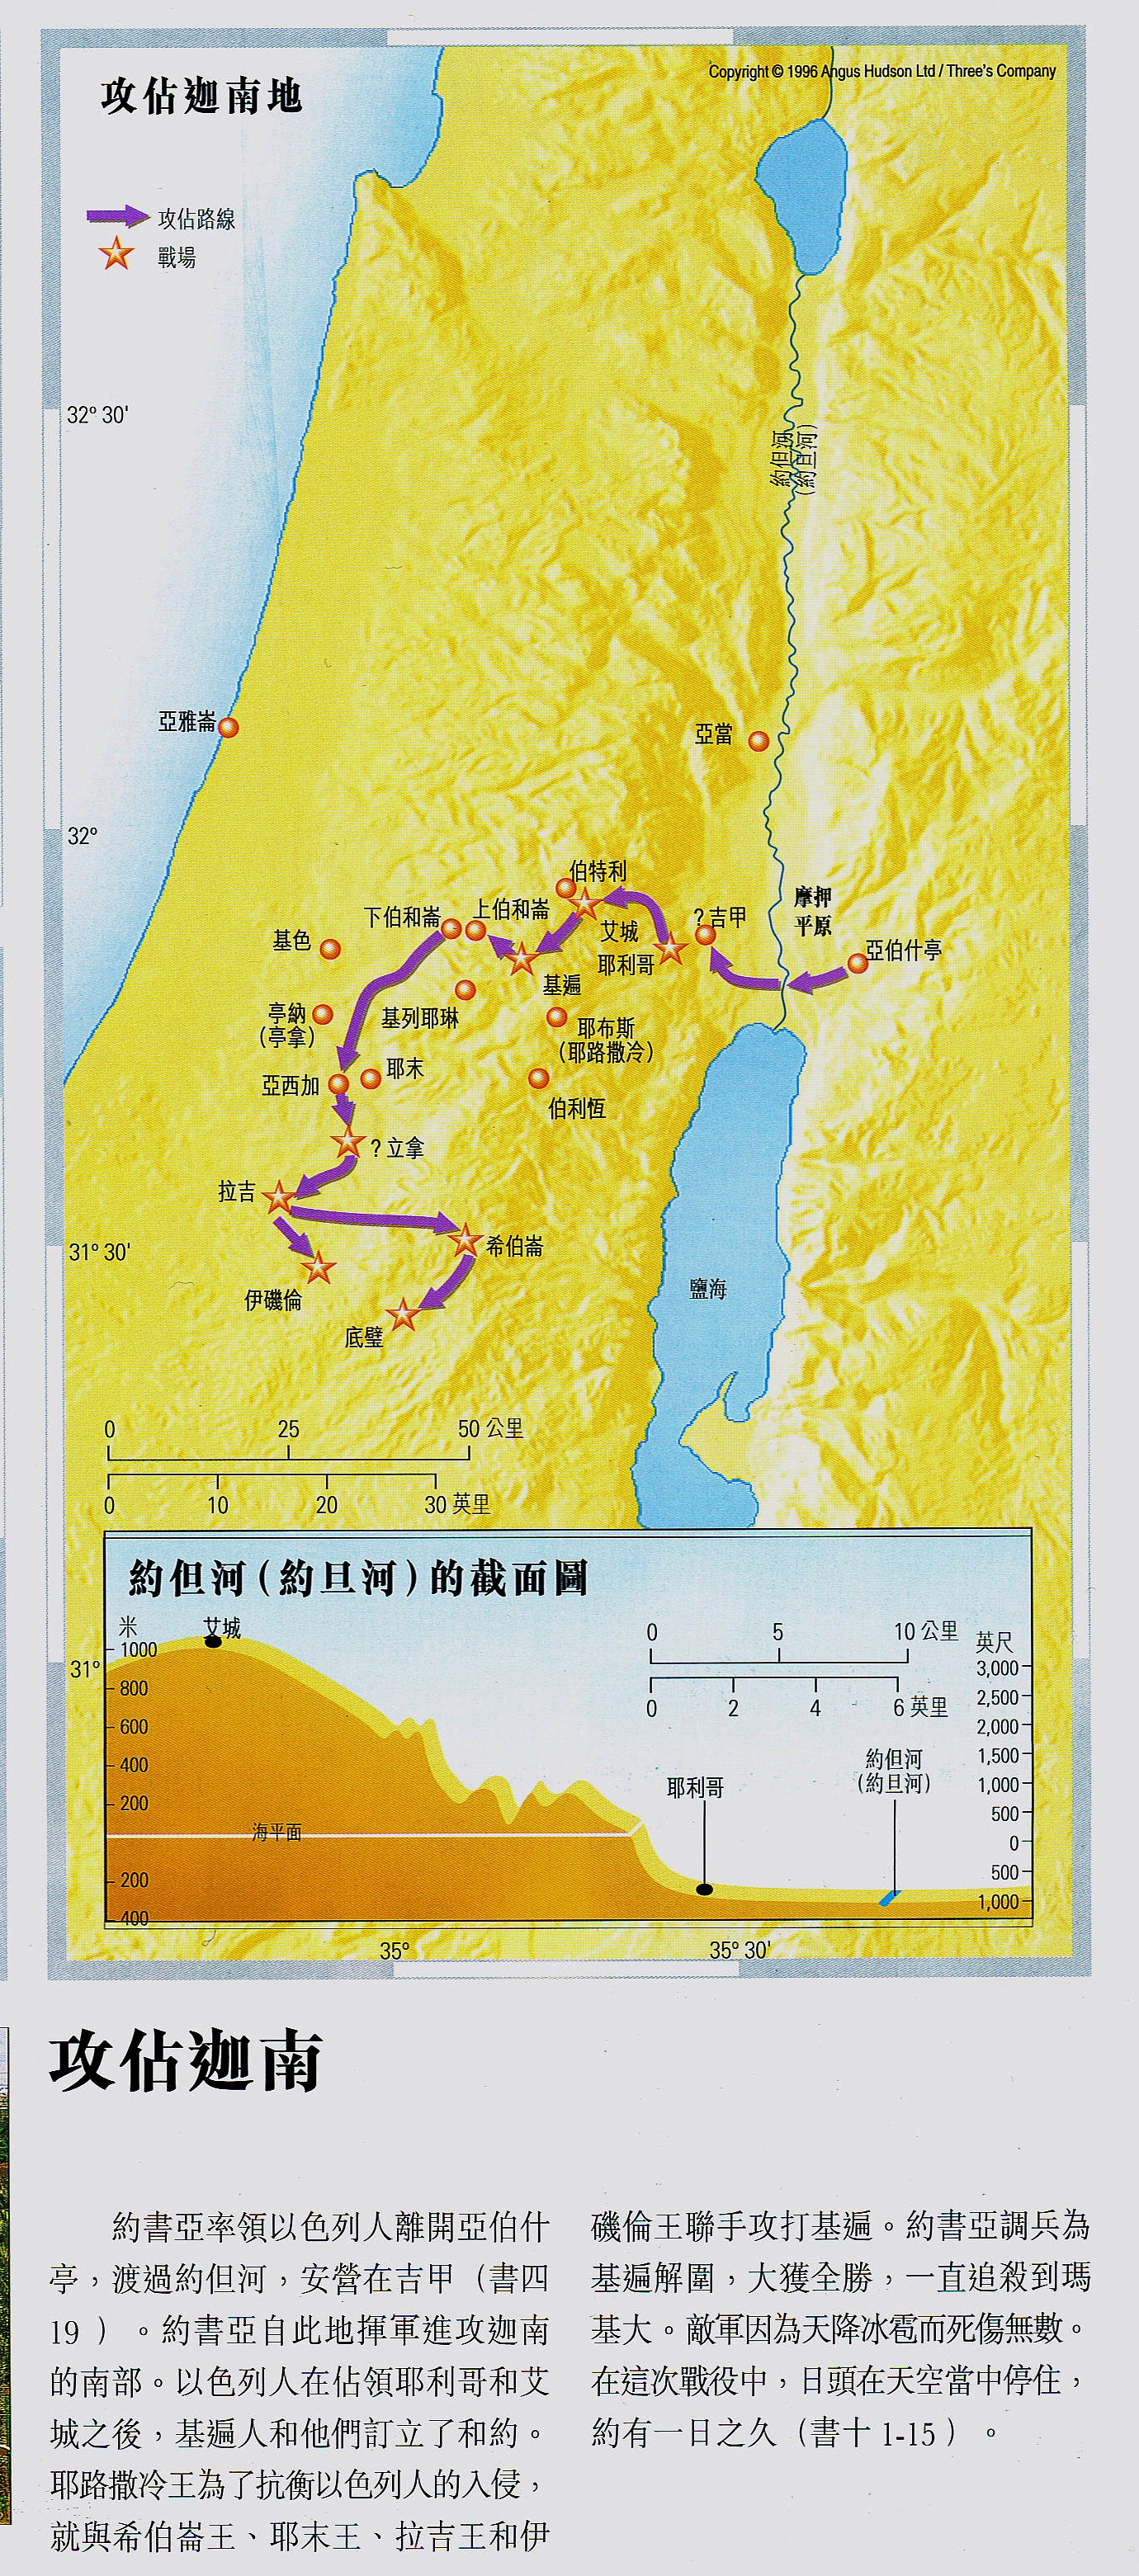 攻佔迦南地
Copyright © 1996 Angus Hudson Ltd / Three's Company
攻佔路線
戰場
32° 30'
約但河
(約旦河)
亞雅崙
亞當
32°
伯特利
下伯和崙
上伯和崙
艾城
? 吉甲
摩押
平原
基色
耶利哥
亞伯什亭
基遍
亭納
(亭拿)
基列耶琳
耶布斯
(耶路撒冷)
亞西加
耶末
伯利恆
? 立拿
拉吉
31° 30'
希伯崙
鹽海
伊磯倫
底璧
0 25 50 公里
0 10 20 30 英里
約但河(約旦河)的截面圖
米
艾城
0 5 10 公里
英尺
31°
1000
800
600
400
200
海平面
200
400
0 2 4 6 英里
3,000
2,500
2,000
1,500
1,000
500
0
500
1,000
耶利哥
約但河
(約旦河)
35° 35° 30'
攻佔迦南
約書亞率領以色列人離開亞伯什
亭，渡過約但河，安營在吉甲（書四
19 ）。約書亞自此地揮軍進攻迦南
的南部。以色列人在佔領耶利哥和艾
城之後，基遍人和他們訂立了和約。
耶路撒冷王為了抗衡以色列人的入侵，
就與希伯崙王、耶末王、拉吉王和伊
磯倫王聯手攻打基遍。約書亞調兵為
基遍解圍，大獲全勝，一直追殺到瑪
基大。敵軍因為天降冰雹而死傷無數。
在這次戰役中，日頭在天空當中停住，
約有一日之久（書十 1-15 ）。